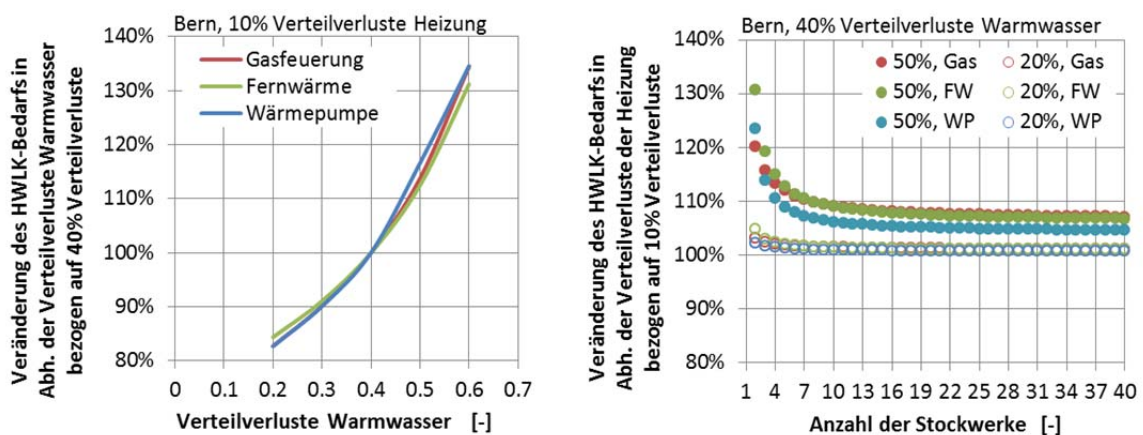 Bern, 10% Verteilverluste Heizung
Veränderung des HWLK-Bedarfs in
Abh. der Verteilverluste Warmwasser
bezogen auf 40% Verteilverluste
140%
130%
120%
110%
100%
90%
80%
Gasfeuerung
Fernwärme
Wärmepumpe
0 0.1 0.2 0.3 0.4 0.5 0.6 0.7
Verteilverluste Warmwasser [-]
Bern, 40% Verteilverluste Warmwasser
Veränderung des HWLK-Bedarfs in
Abh. der Verteilverluste der Heizung
bezogen auf 10% Verteilverluste
140%
130%
120%
110%
100%
90%
80%
50%, Gas 20%, Gas
50%, FW 20%, FW
50%, WP 20%, WP
1 4 7 10 13 16 19 22 25 28 31 34 37 40
Anzahl der Stockwerke [-]